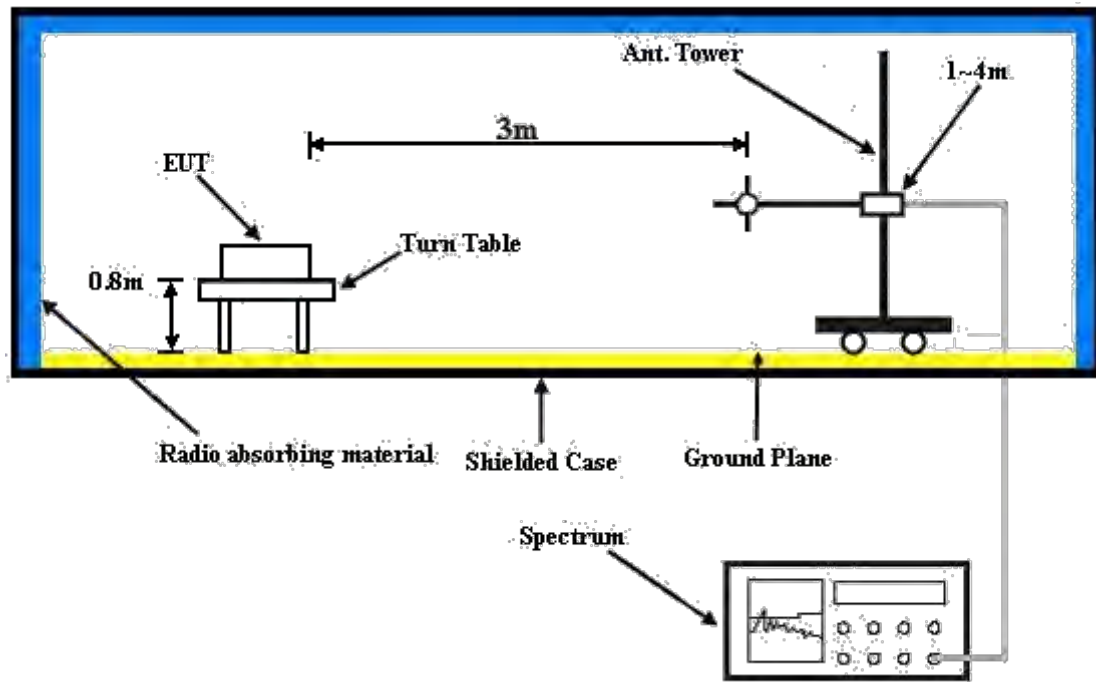 Ant. Tower
1~4m
3m
EUT
Turn Table
0.8m
Radio absorbing material
Shielded Case
Ground Plane
Spectrum